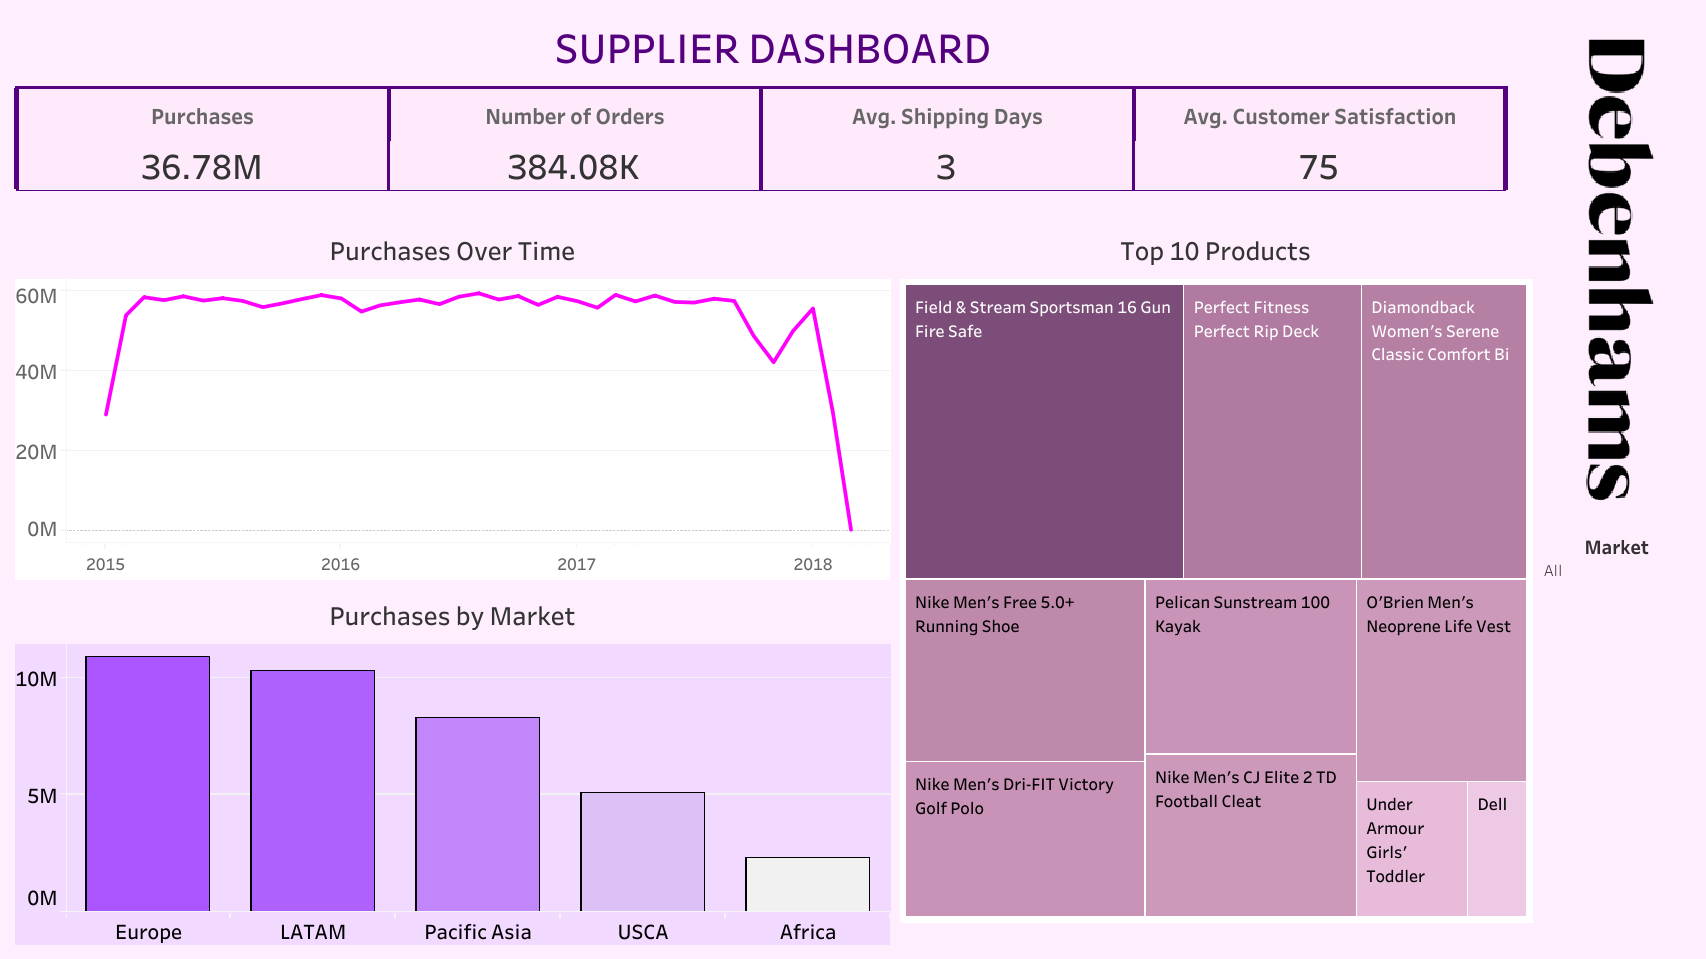 SUPPLIER DASHBOARD
Purchases
36.78M
Number of Orders
384.08K
Avg. Shipping Days
3
Avg. Customer Satisfaction
75
Debenhams
Purchases Over Time
60M
40M
20M
0M
2015
2016
2017
2018
Purchases by Market
10M
5M
0M
Europe
LATAM
Pacific Asia
USCA
Africa
Top 10 Products
Field & Stream Sportsman 16 Gun
Fire Safe
Perfect Fitness
Perfect Rip Deck
Diamondback
Women's Serene
Classic Comfort Bi
Nike Men's Free 5.0+
Running Shoe
Pelican Sunstream 100
Kayak
O'Brien Men's
Neoprene Life Vest
Nike Men's Dri-FIT Victory
Golf Polo
Nike Men's CJ Elite 2 TD
Football Cleat
Under
Armour
Girls'
Toddler
Dell
Market
All